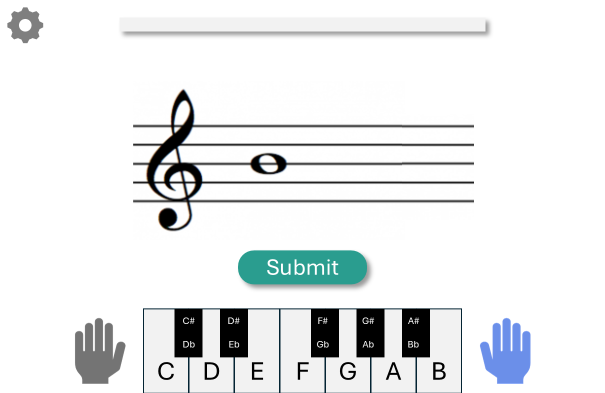 Submit
C# D# F# G# A#
Db Eb Gb Ab Bb
C D E F G A B